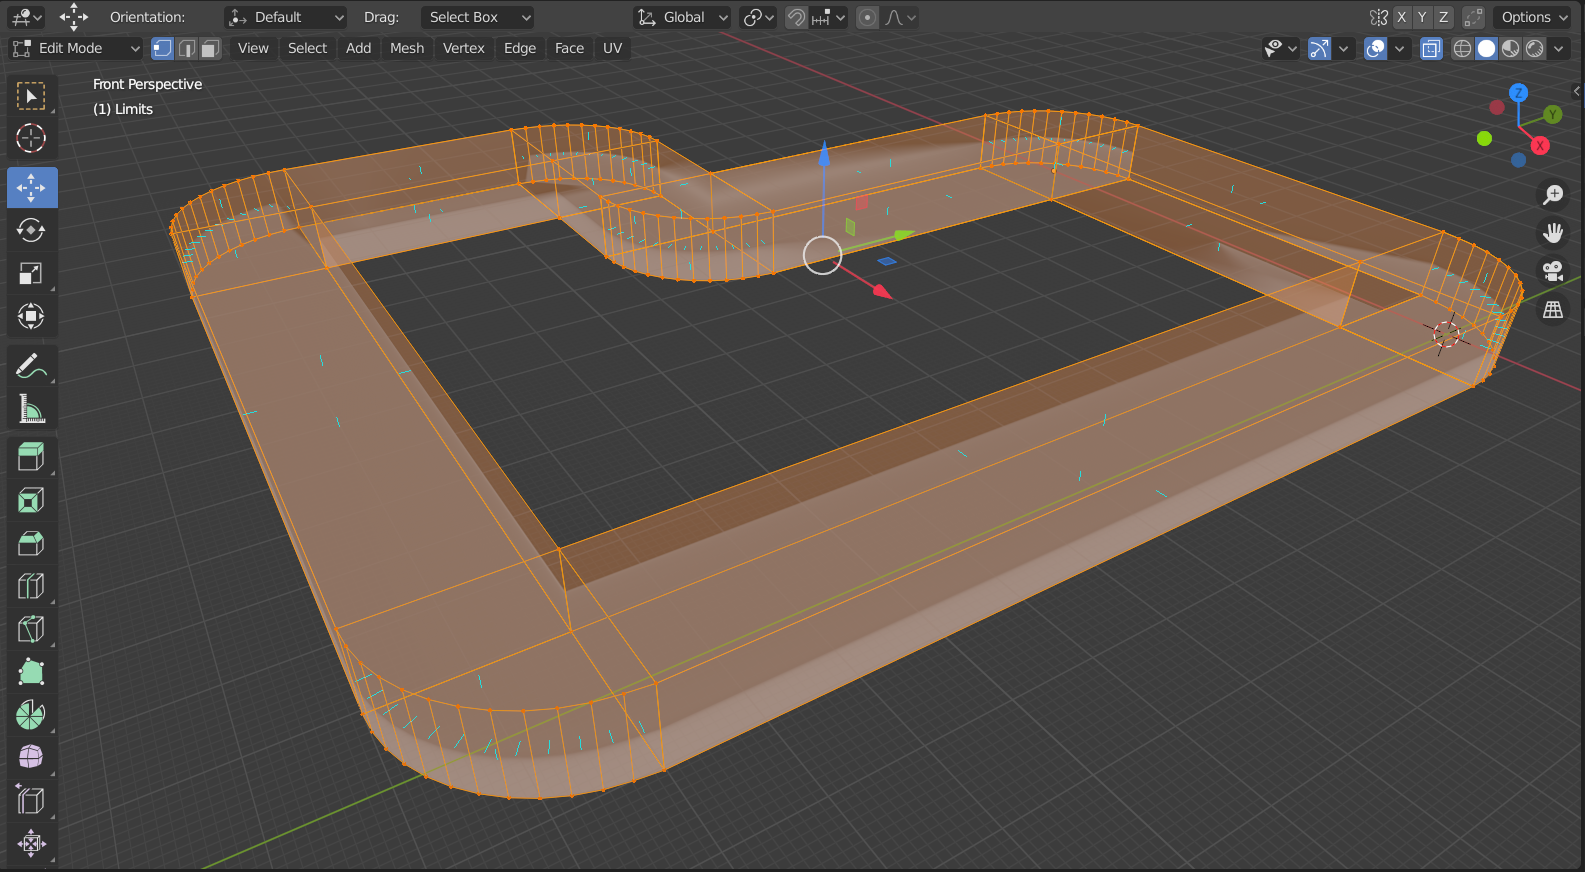 Orientation: Default Drag: Select Box Global X Y Z Options
Edit Mode View Select Add Mesh Vertex Edge Face UV
Front Perspective
(1) Limits
Z
Y
X